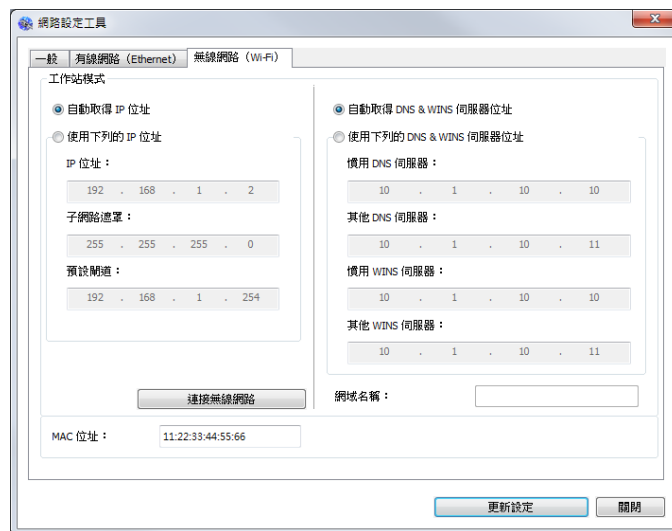 網路設定工具
一般 有線網路（Ethernet） 無線網路（Wi-Fi）
工作站模式
自動取得 IP 位址
使用下列的 IP 位址
IP 位址：
192 . 168 . 1 . 2
子網路遮罩：
255 . 255 . 255 . 0
預設閘道：
192 . 168 . 1 . 254
連接無線網路
自動取得 DNS & WINS 伺服器位址
使用下列的 DNS & WINS 伺服器位址
慣用 DNS 伺服器：
10 . 1 . 10 . 10
其他 DNS 伺服器：
10 . 1 . 10 . 11
慣用 WINS 伺服器：
10 . 1 . 10 . 10
其他 WINS 伺服器：
10 . 1 . 10 . 11
網域名稱：
MAC 位址： 11:22:33:44:55:66
更新設定 關閉